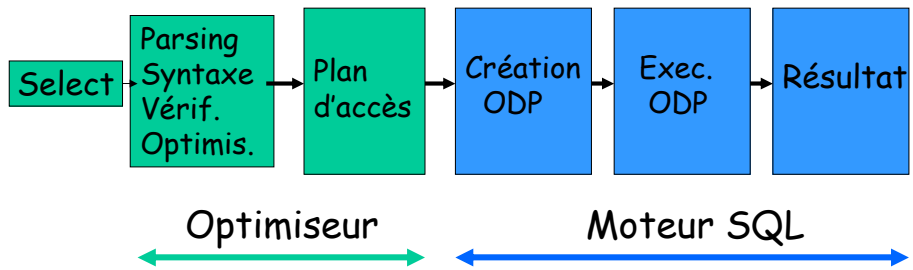 Select
Parsing
Syntaxe
Vérif.
Optimis.
Plan
d'accès
Création
ODP
Exec.
ODP
Résultat
Optimiseur
Moteur SQL